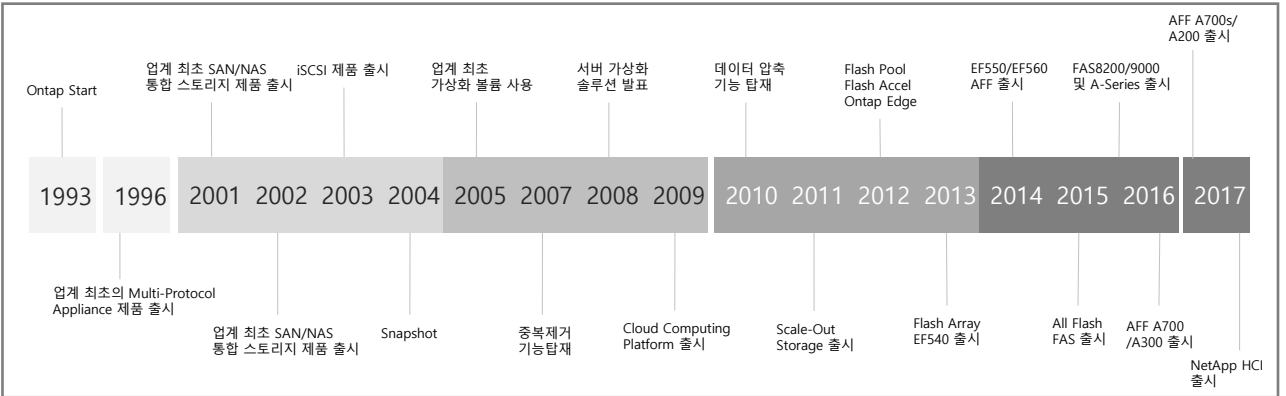 AFF A700s/
A200 출시
Ontap Start
업계 최초 SAN/NAS
통합 스토리지 제품 출시
iSCSI 제품 출시
업계 최초
가상화 볼륨 사용
서버 가상화
솔루션 발표
데이터 압축
기능 탑재
Flash Pool
Flash Accel
Ontap Edge
EF550/EF560
AFF 출시
FAS8200/9000
및 A-Series 출시
1993 1996 2001 2002 2003 2004 2005 2007 2008 2009 2010 2011 2012 2013 2014 2015 2016 2017
업계 최초의 Multi-Protocol
Appliance 제품 출시
업계 최초 SAN/NAS
통합 스토리지 제품 출시
Snapshot
중복제거
기능탑재
Cloud Computing
Platform 출시
Scale-Out
Storage 출시
Flash Array
EF540 출시
All Flash
FAS 출시
AFF A700
/A300 출시
NetApp HCI
출시